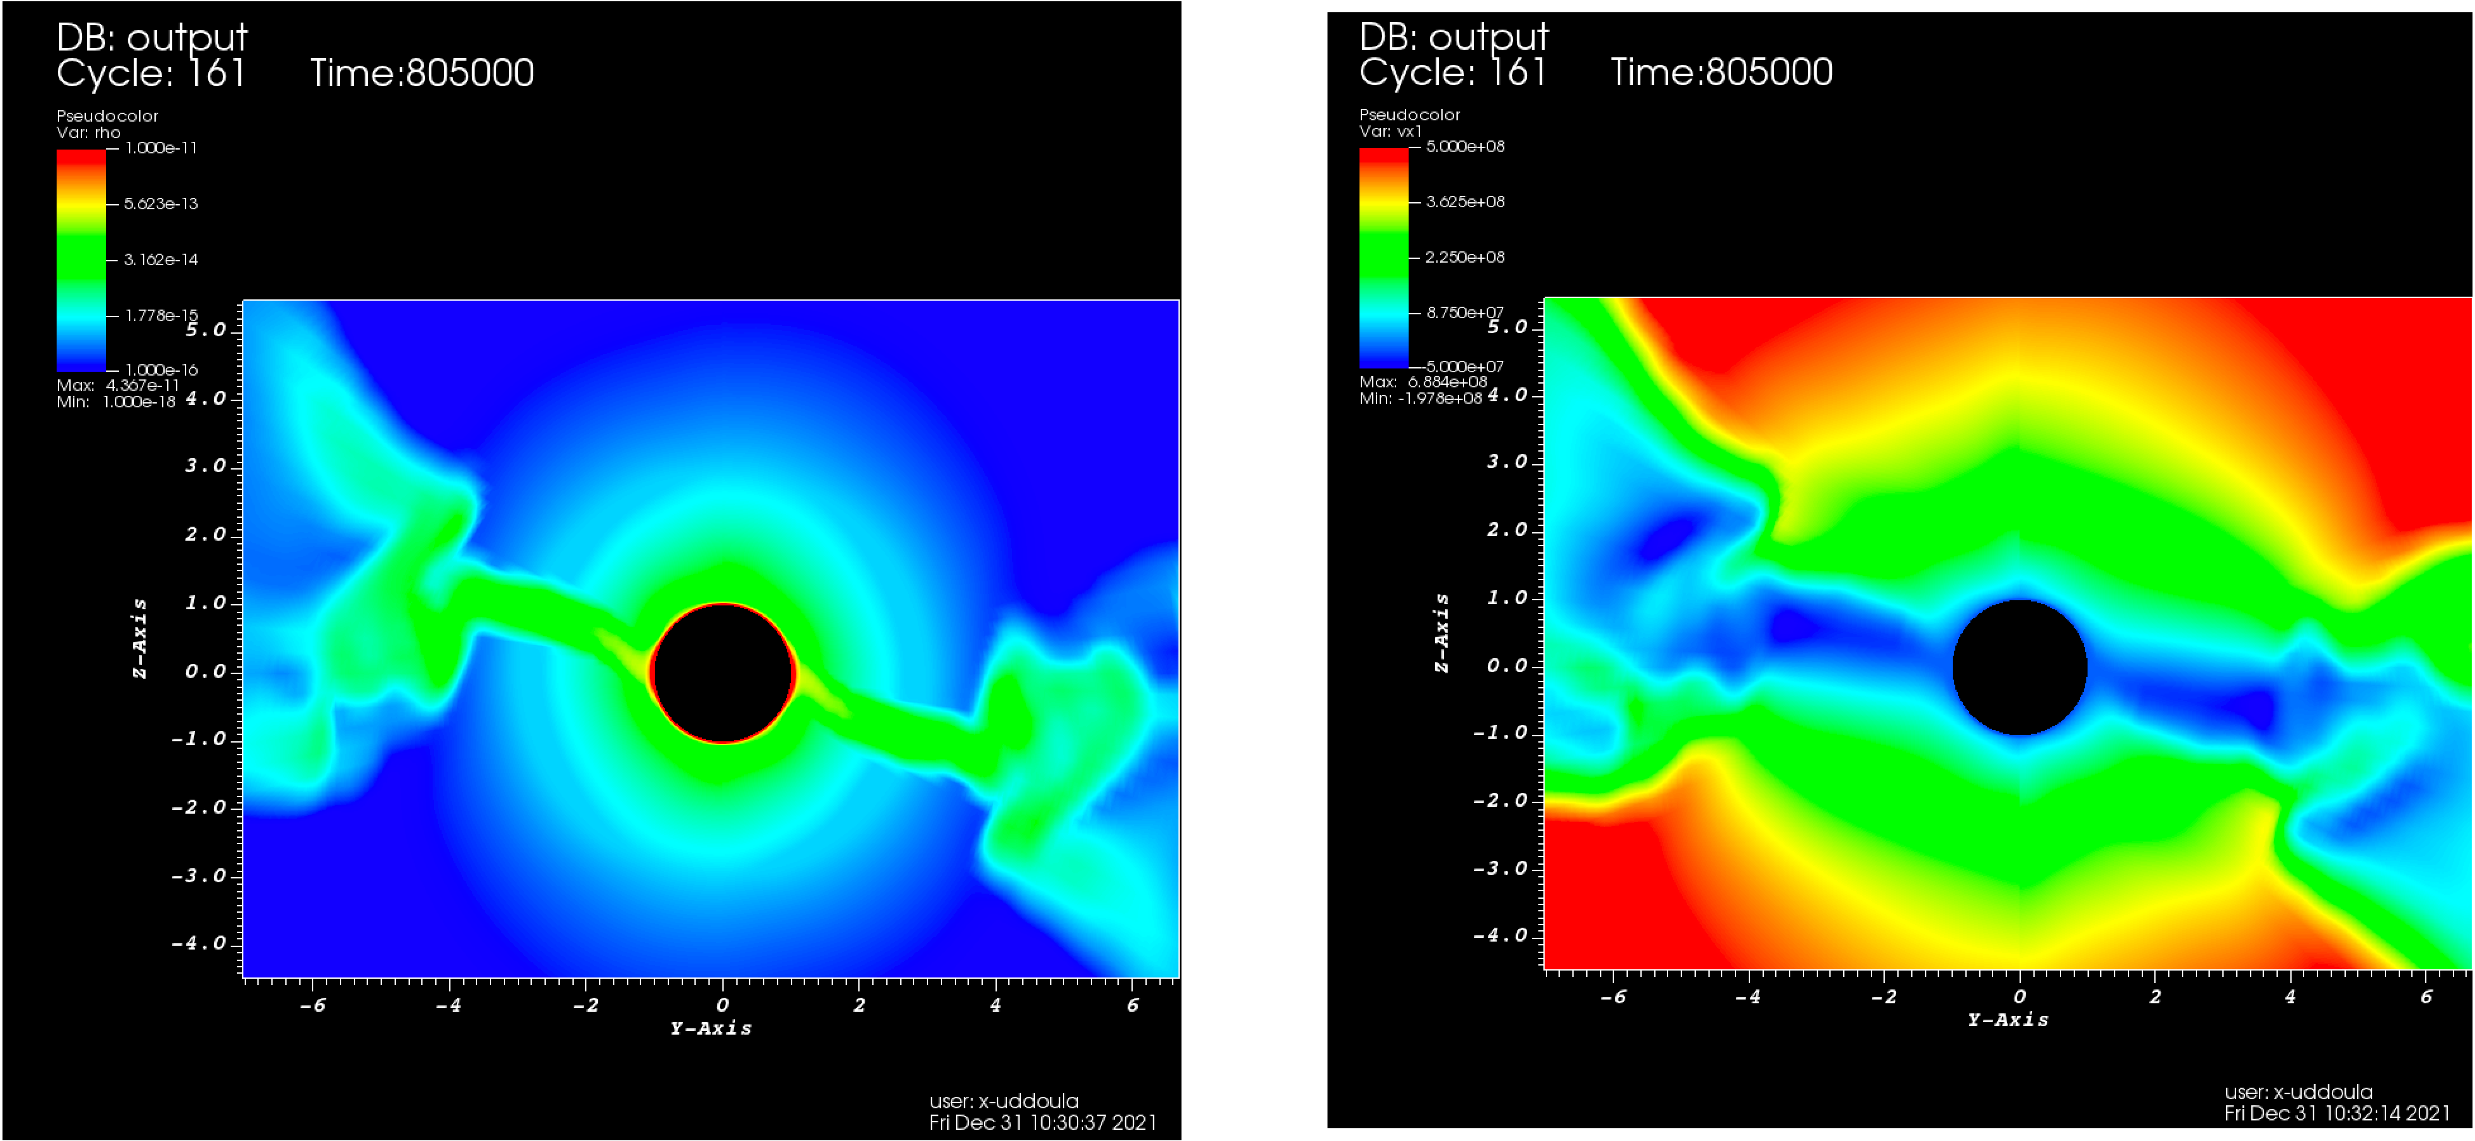 DB: output
Cycle: 161 Time:805000
Pseudocolor
Var: rho
1.000e-11
5.623e-13
3.162e-14
1.778e-15
1.000e-16
Max: 4.367e-11
Min: 1.000e-18
5.0
4.0
3.0
2.0
1.0
0.0
-1.0
-2.0
-3.0
-4.0
Z-Axis
-6 -4 -2 0 2 4 6
Y-Axis
user: x-uddoula
Fri Dec 31 10:30:37 2021
DB: output
Cycle: 161 Time:805000
Pseudocolor
Var: vx1
5.000e+08
3.625e+08
2.250e+08
8.750e+07
-5.000e+07
Max: 6.884e+08
Min: -1.978e+08
5.0
4.0
3.0
2.0
1.0
0.0
-1.0
-2.0
-3.0
-4.0
Z-Axis
-6 -4 -2 0 2 4 6
Y-Axis
user: x-uddoula
Fri Dec 31 10:32:14 2021